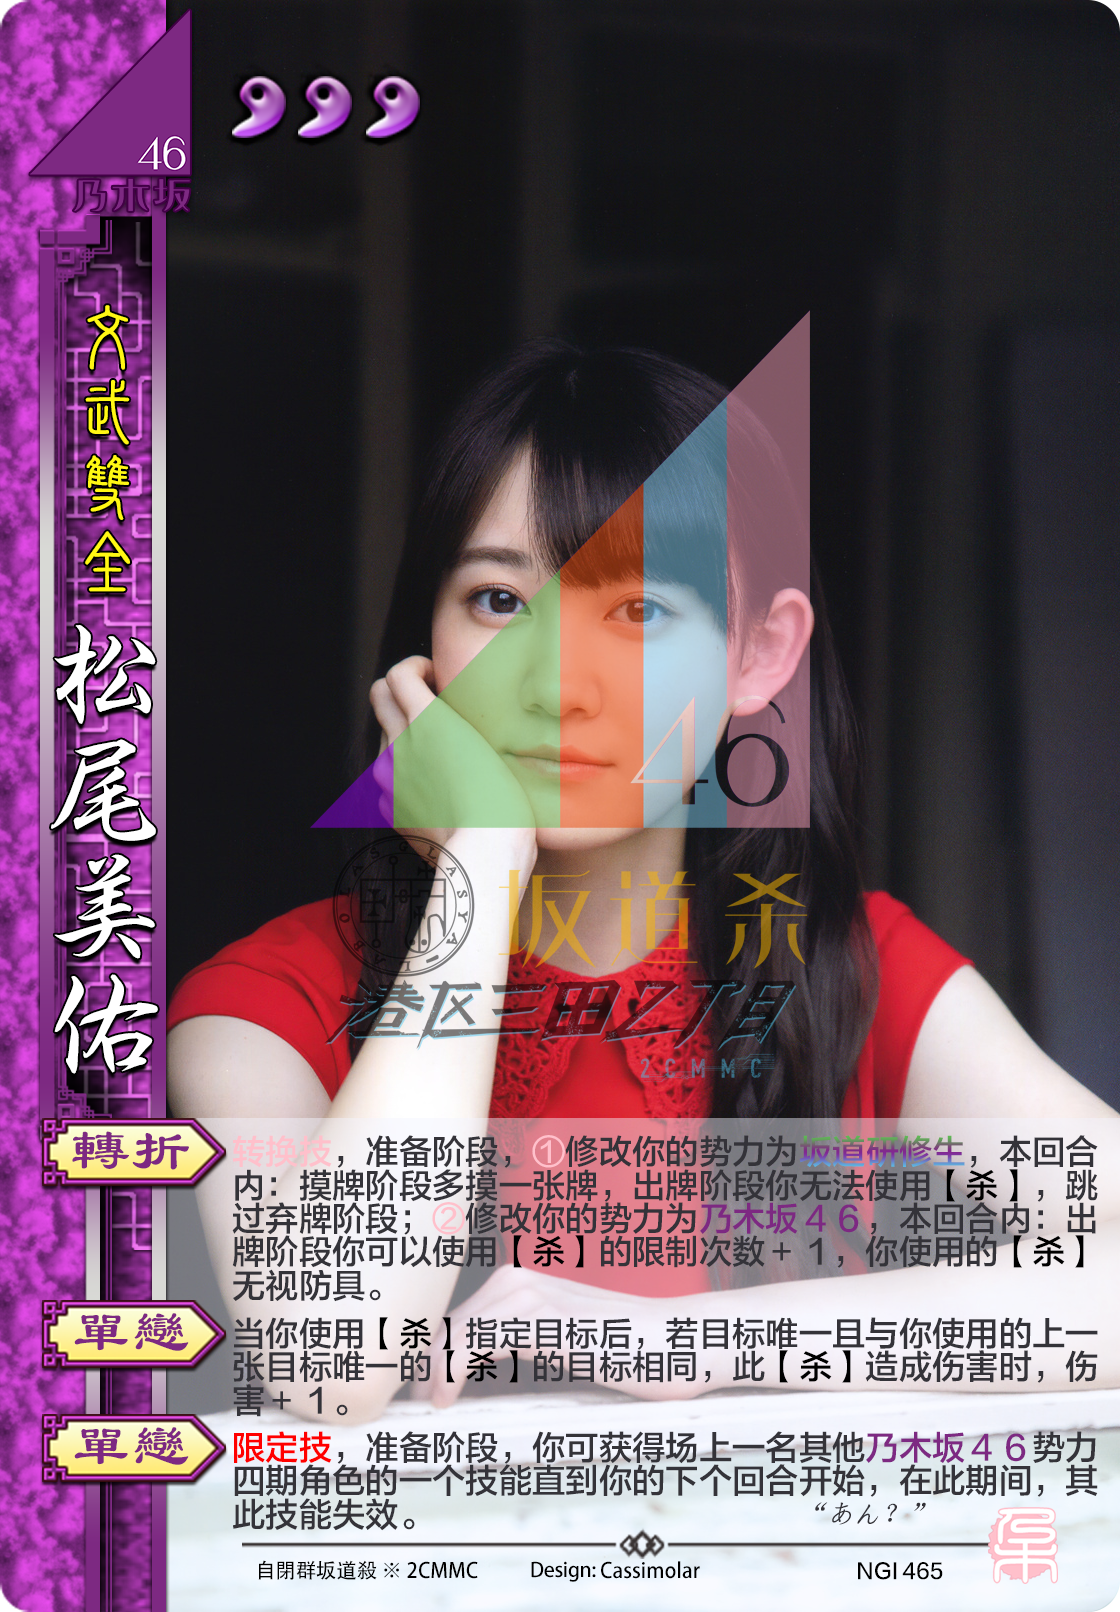 46
乃木坂
文武雙全
松尾美佑
46
坂道杀
港区三田2丁目
2CMMC
轉折
转换技，准备阶段，①修改你的势力为坂道研修生，本回合
内：摸牌阶段多摸一张牌，出牌阶段你无法使用【杀】，跳
过弃牌阶段；②修改你的势力为乃木坂４６，本回合内：出
牌阶段你可以使用【杀】的限制次数＋１，你使用的【杀】
无视防具。
單戀
当你使用【杀】指定目标后，若目标唯一且与你使用的上一
张目标唯一的【杀】的目标相同，此【杀】造成伤害时，伤
害＋１。
單戀
限定技，准备阶段，你可获得场上一名其他乃木坂４６势力
四期角色的一个技能直到你的下个回合开始，在此期间，其
此技能失效。
“あん？”
自閉群坂道殺 ※ 2CMMC
Design: Cassimolar
NGI 465